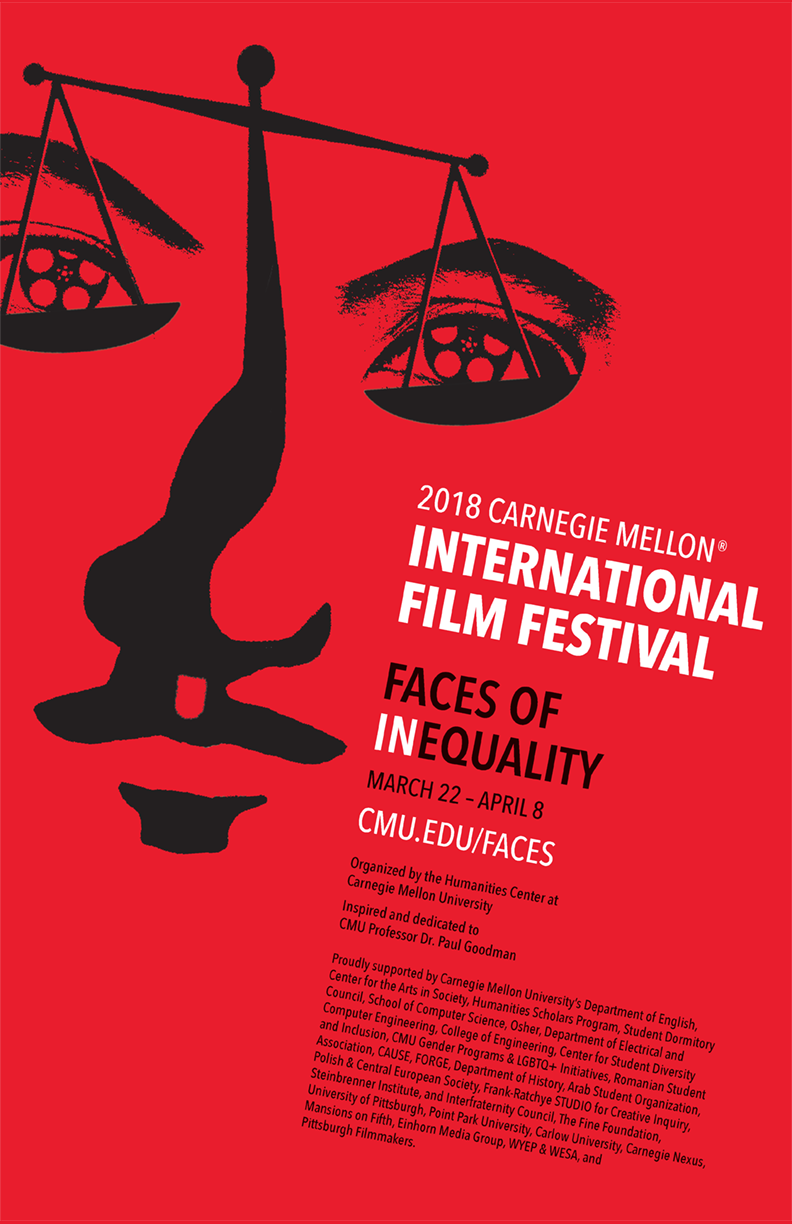 2018 CARNEGIE MELLON®
INTERNATIONAL
FILM FESTIVAL
FACES OF
INEQUALITY
MARCH 22 – APRIL 8
CMU.EDU/FACES
Organized by the Humanities Center at
Carnegie Mellon University
Inspired and dedicated to
CMU Professor Dr. Paul Goodman
Proudly supported by Carnegie Mellon University's Department of English,
Center for the Arts in Society, Humanities Scholars Program, Student Dormitory
Council, School of Computer Science, Osher, Department of Electrical and
Computer Engineering, College of Engineering, Center for Student Diversity
and Inclusion, CMU Gender Programs & LGBTQ+ Initiatives, Romanian Student
Association, CAUSE, FORGE, Department of History, Arab Student Organization,
Polish & Central European Society, Frank-Ratchye STUDIO for Creative Inquiry,
Steinbrenner Institute, and Interfraternity Council, The Fine Foundation,
University of Pittsburgh, Point Park University, Carlow University, Carnegie Nexus,
Mansions on Fifth, Einhorn Media Group, WYEP & WESA, and
Pittsburgh Filmmakers.